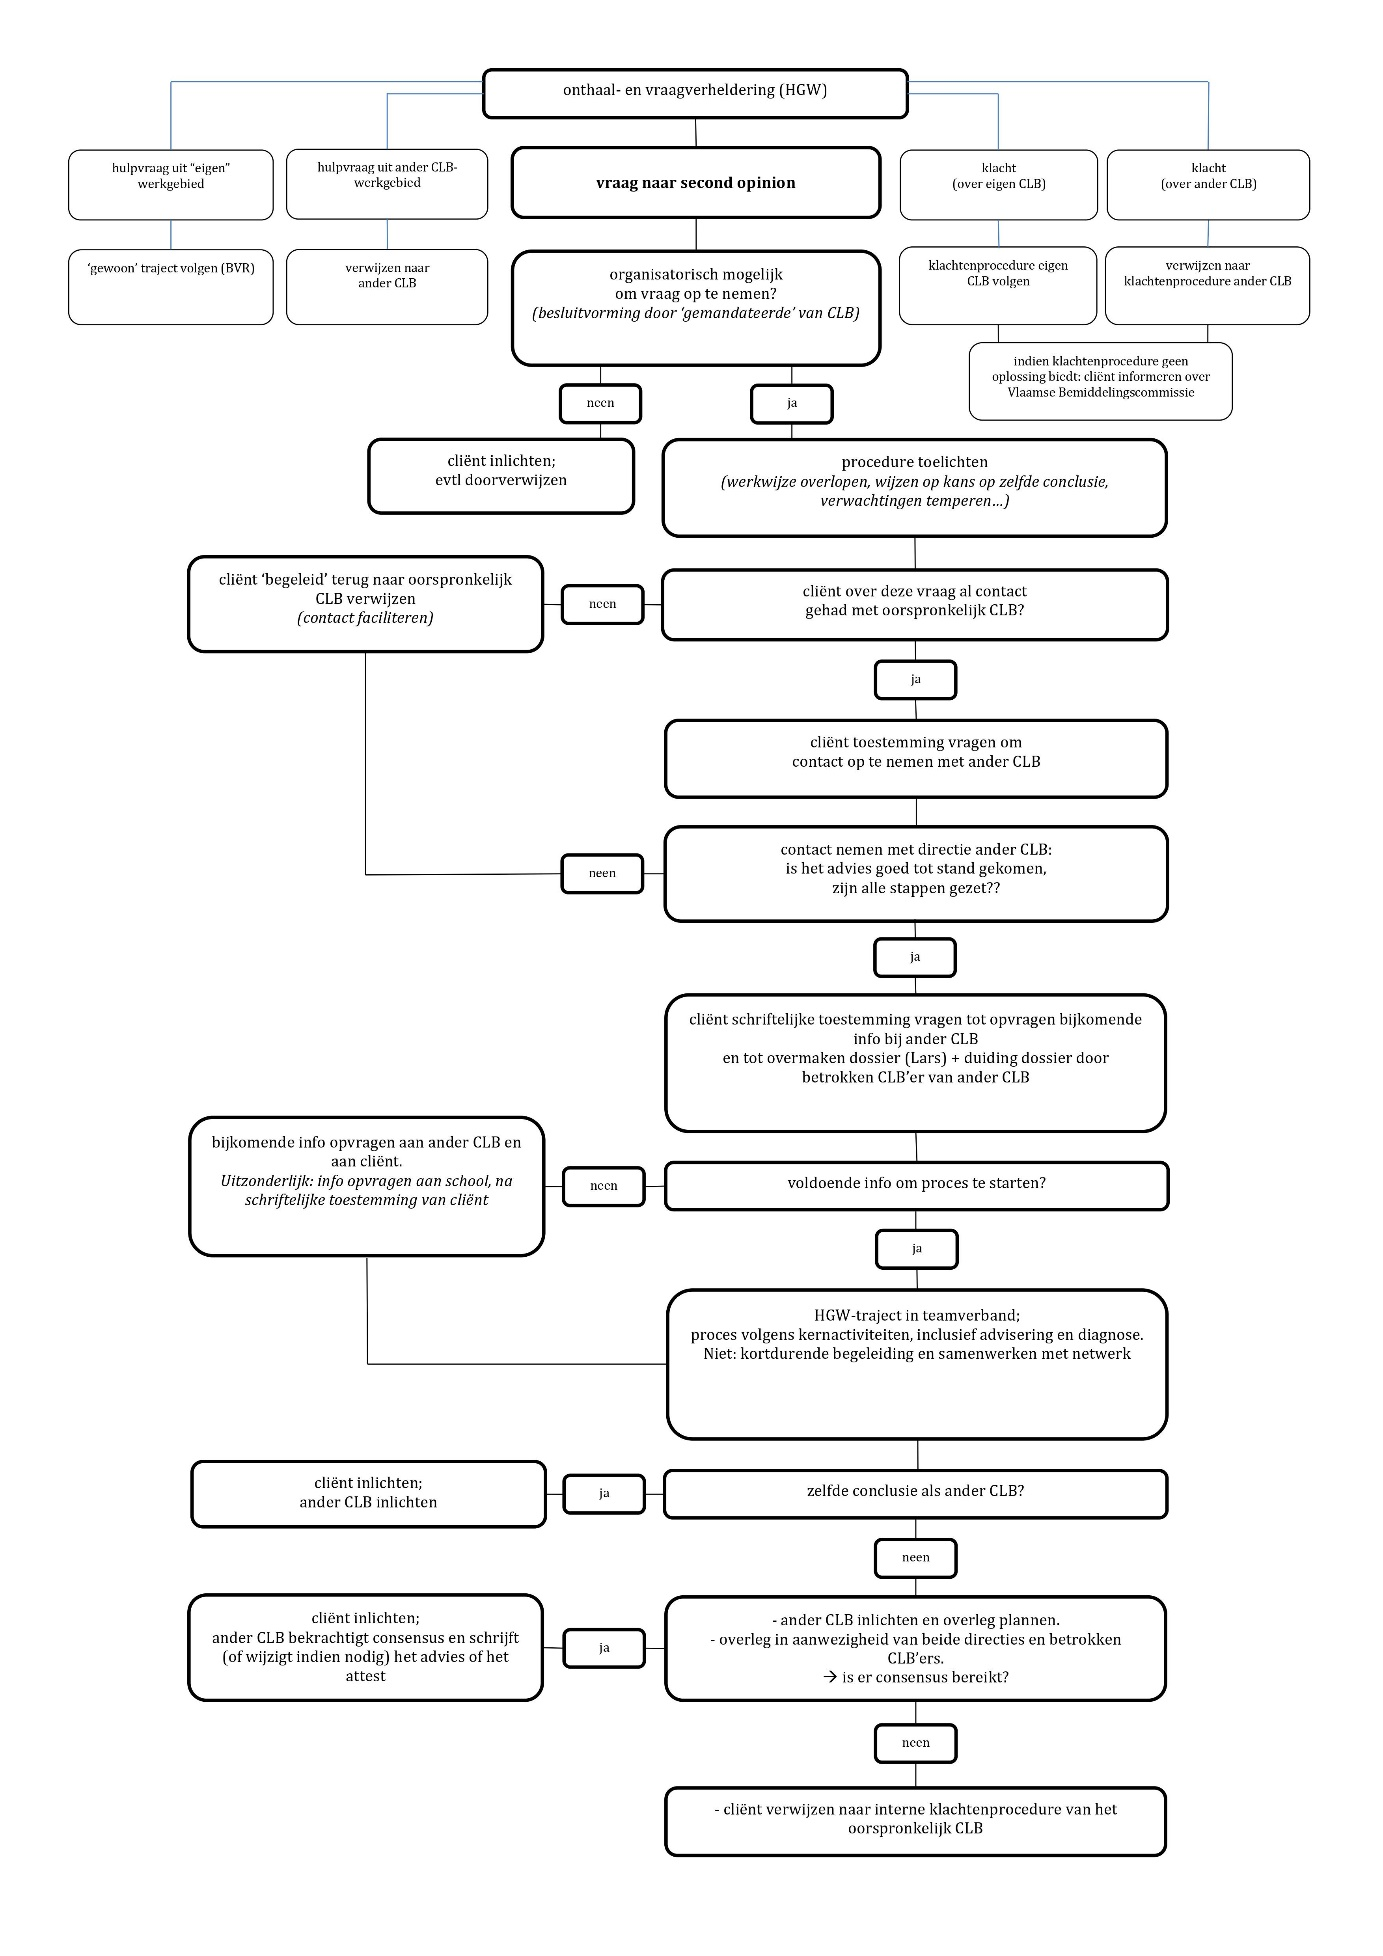 onthaal- en vraagverheldering (HGW)
hulpvraag uit “eigen”
werkgebied
hulpvraag uit ander CLB-
werkgebied
vraag naar second opinion
klacht
(over eigen CLB)
klacht
(over ander CLB)
‘gewoon’ traject volgen (BVR)
verwijzen naar
ander CLB
organisatorisch mogelijk
om vraag op te nemen?
(besluitvorming door ‘gemandateerde’ van CLB)
klachtenprocedure eigen
CLB volgen
verwijzen naar
klachtenprocedure ander CLB
indien klachtenprocedure geen
oplossing biedt: cliënt informeren over
Vlaamse Bemiddelingscommissie
neen
ja
cliënt inlichten;
evtl doorverwijzen
procedure toelichten
(werkwijze overlopen, wijzen op kans op zelfde conclusie,
verwachtingen temperen…)
cliënt ‘begeleid’ terug naar oorspronkelijk
CLB verwijzen
(contact faciliteren)
neen
cliënt over deze vraag al contact
gehad met oorspronkelijk CLB?
ja
cliënt toestemming vragen om
contact op te nemen met ander CLB
neen
contact nemen met directie ander CLB:
is het advies goed tot stand gekomen,
zijn alle stappen gezet??
ja
cliënt schriftelijke toestemming vragen tot opvragen bijkomende
info bij ander CLB
en tot overmaken dossier (Lars) + duiding dossier door
betrokken CLB’er van ander CLB
bijkomende info opvragen aan ander CLB en
aan cliënt.
Uitzonderlijk: info opvragen aan school, na
schriftelijke toestemming van cliënt
neen
voldoende info om proces te starten?
ja
HGW-traject in teamverband;
proces volgens kernactiviteiten, inclusief advisering en diagnose.
Niet: kortdurende begeleiding en samenwerken met netwerk
cliënt inlichten;
ander CLB inlichten
ja
zelfde conclusie als ander CLB?
neen
cliënt inlichten;
ander CLB bekrachtigt consensus en schrijft
(of wijzigt indien nodig) het advies of het
attest
ja
- ander CLB inlichten en overleg plannen.
- overleg in aanwezigheid van beide directies en betrokken
CLB’ers.
→ is er consensus bereikt?
neen
- cliënt verwijzen naar interne klachtenprocedure van het
oorspronkelijk CLB